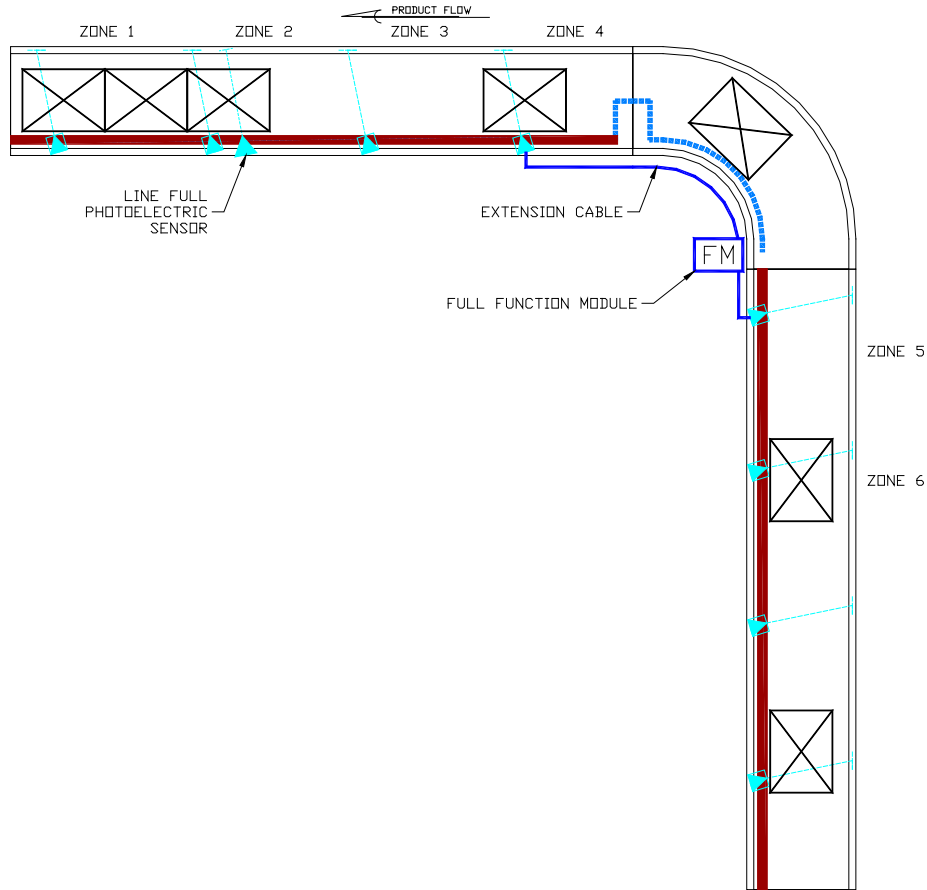 PRODUCT FLOW
ZONE 1
ZONE 2
ZONE 3
ZONE 4
LINE FULL
PHOTOELECTRIC
SENSOR
EXTENSION CABLE
FM
FULL FUNCTION MODULE
ZONE 5
ZONE 6